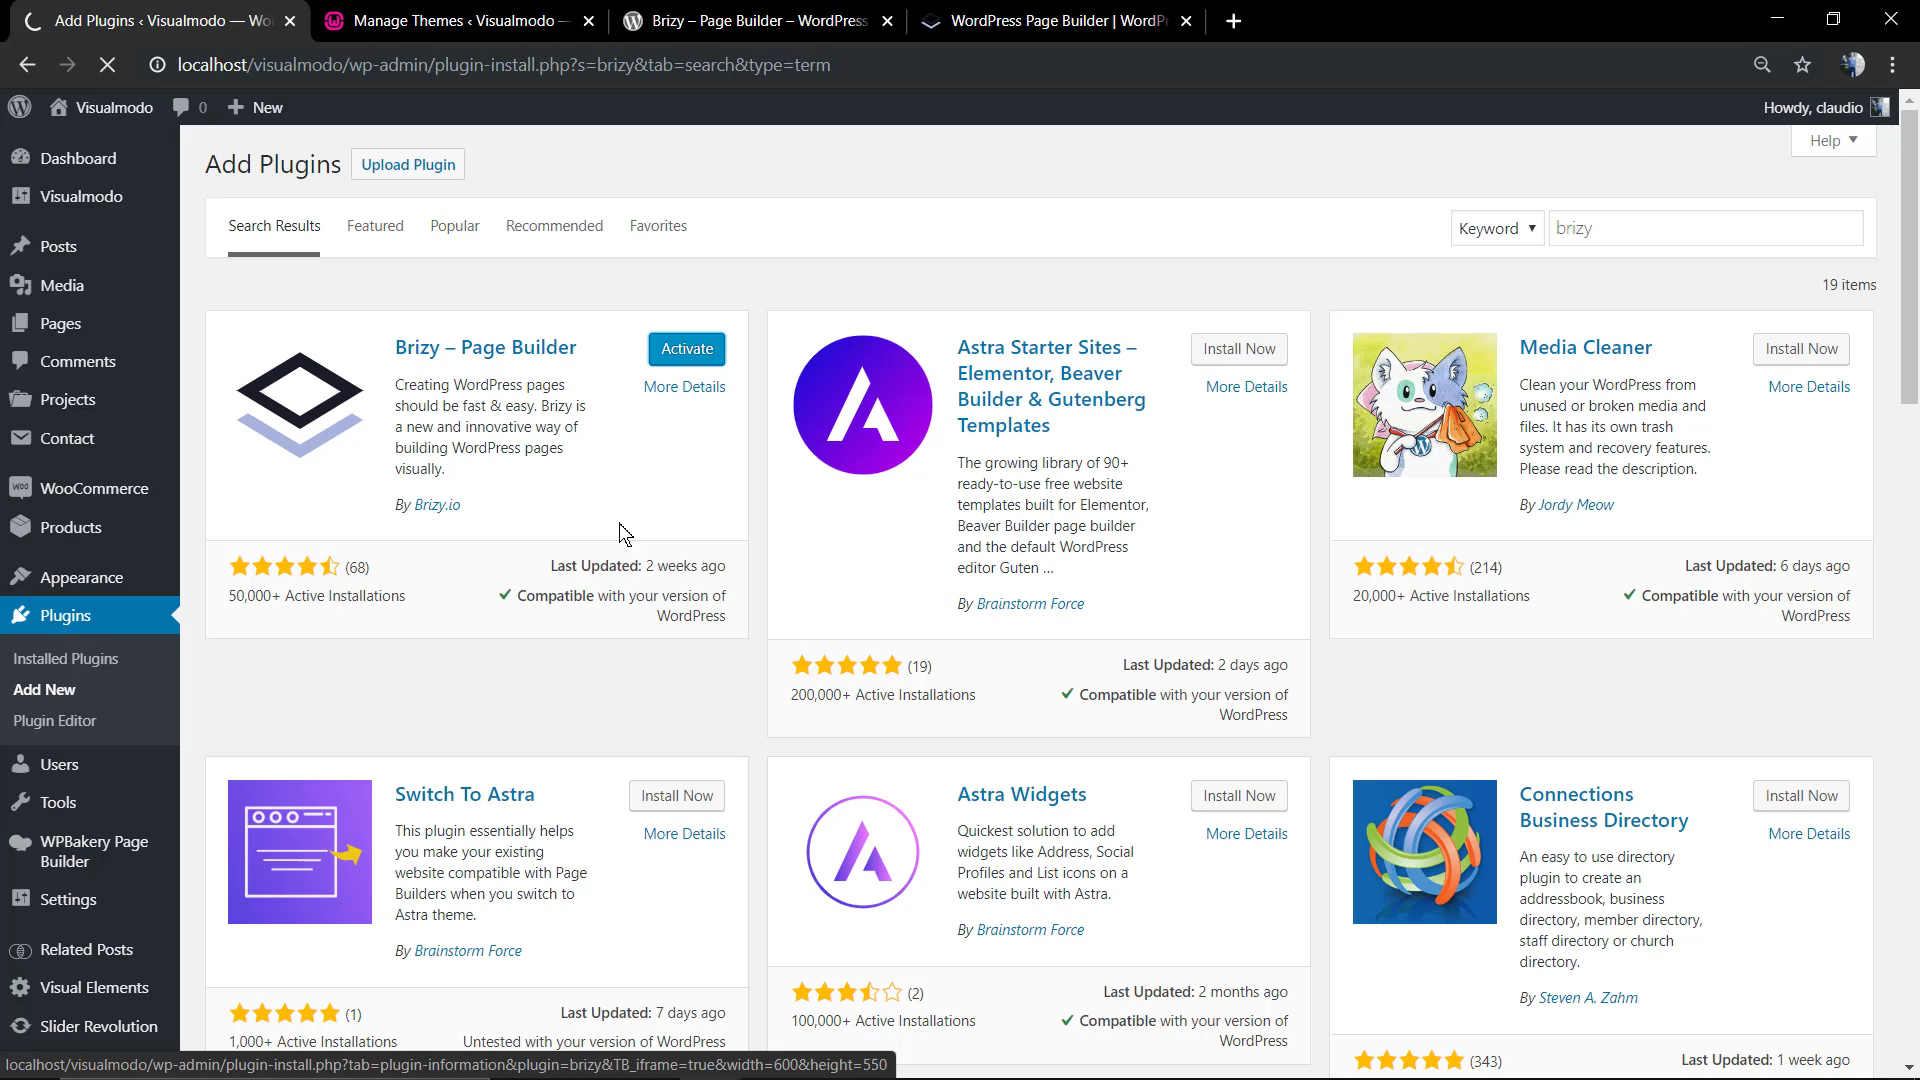 Add Plugins ‹ Visualmodo — Wo
Manage Themes ‹ Visualmodo —
Brizy – Page Builder – WordPress
WordPress Page Builder | WordPr
localhost/visualmodo/wp-admin/plugin-install.php?s=brizy&tab=search&type=term
Visualmodo
0
New
Howdy, claudio
Help
Dashboard
Visualmodo
Posts
Media
Pages
Comments
Projects
Contact
WooCommerce
Products
Appearance
Plugins
Installed Plugins
Add New
Plugin Editor
Users
Tools
WPBakery Page
Builder
Settings
Related Posts
Visual Elements
Slider Revolution
Add Plugins
Upload Plugin
Search Results
Featured
Popular
Recommended
Favorites
Keyword
brizy
19 items
Brizy – Page Builder
Activate
More Details
Creating WordPress pages
should be fast & easy. Brizy is
a new and innovative way of
building WordPress pages
visually.
By Brizy.io
(68)
50,000+ Active Installations
Last Updated: 2 weeks ago
Compatible with your version of
WordPress
Astra Starter Sites –
Elementor, Beaver
Builder & Gutenberg
Templates
Install Now
More Details
The growing library of 90+
ready-to-use free website
templates built for Elementor,
Beaver Builder page builder
and the default WordPress
editor Guten ...
By Brainstorm Force
(19)
200,000+ Active Installations
Last Updated: 2 days ago
Compatible with your version of
WordPress
Media Cleaner
Install Now
More Details
Clean your WordPress from
unused or broken media and
files. It has its own trash
system and recovery features.
Please read the description.
By Jordy Meow
(214)
20,000+ Active Installations
Last Updated: 6 days ago
Compatible with your version of
WordPress
Switch To Astra
Install Now
More Details
This plugin essentially helps
you make your existing
website compatible with Page
Builders when you switch to
Astra theme.
By Brainstorm Force
(1)
1,000+ Active Installations
Last Updated: 7 days ago
Untested with your version of WordPress
Astra Widgets
Install Now
More Details
Quickest solution to add
widgets like Address, Social
Profiles and List icons on a
website built with Astra.
By Brainstorm Force
(2)
100,000+ Active Installations
Last Updated: 2 months ago
Compatible with your version of
WordPress
Connections
Business Directory
Install Now
More Details
An easy to use directory
plugin to create an
addressbook, business
directory, member directory,
staff directory or church
directory.
By Steven A. Zahm
(343)
Last Updated: 1 week ago
localhost/visualmodo/wp-admin/plugin-install.php?tab=plugin-information&plugin=brizy&TB_iframe=true&width=600&height=550